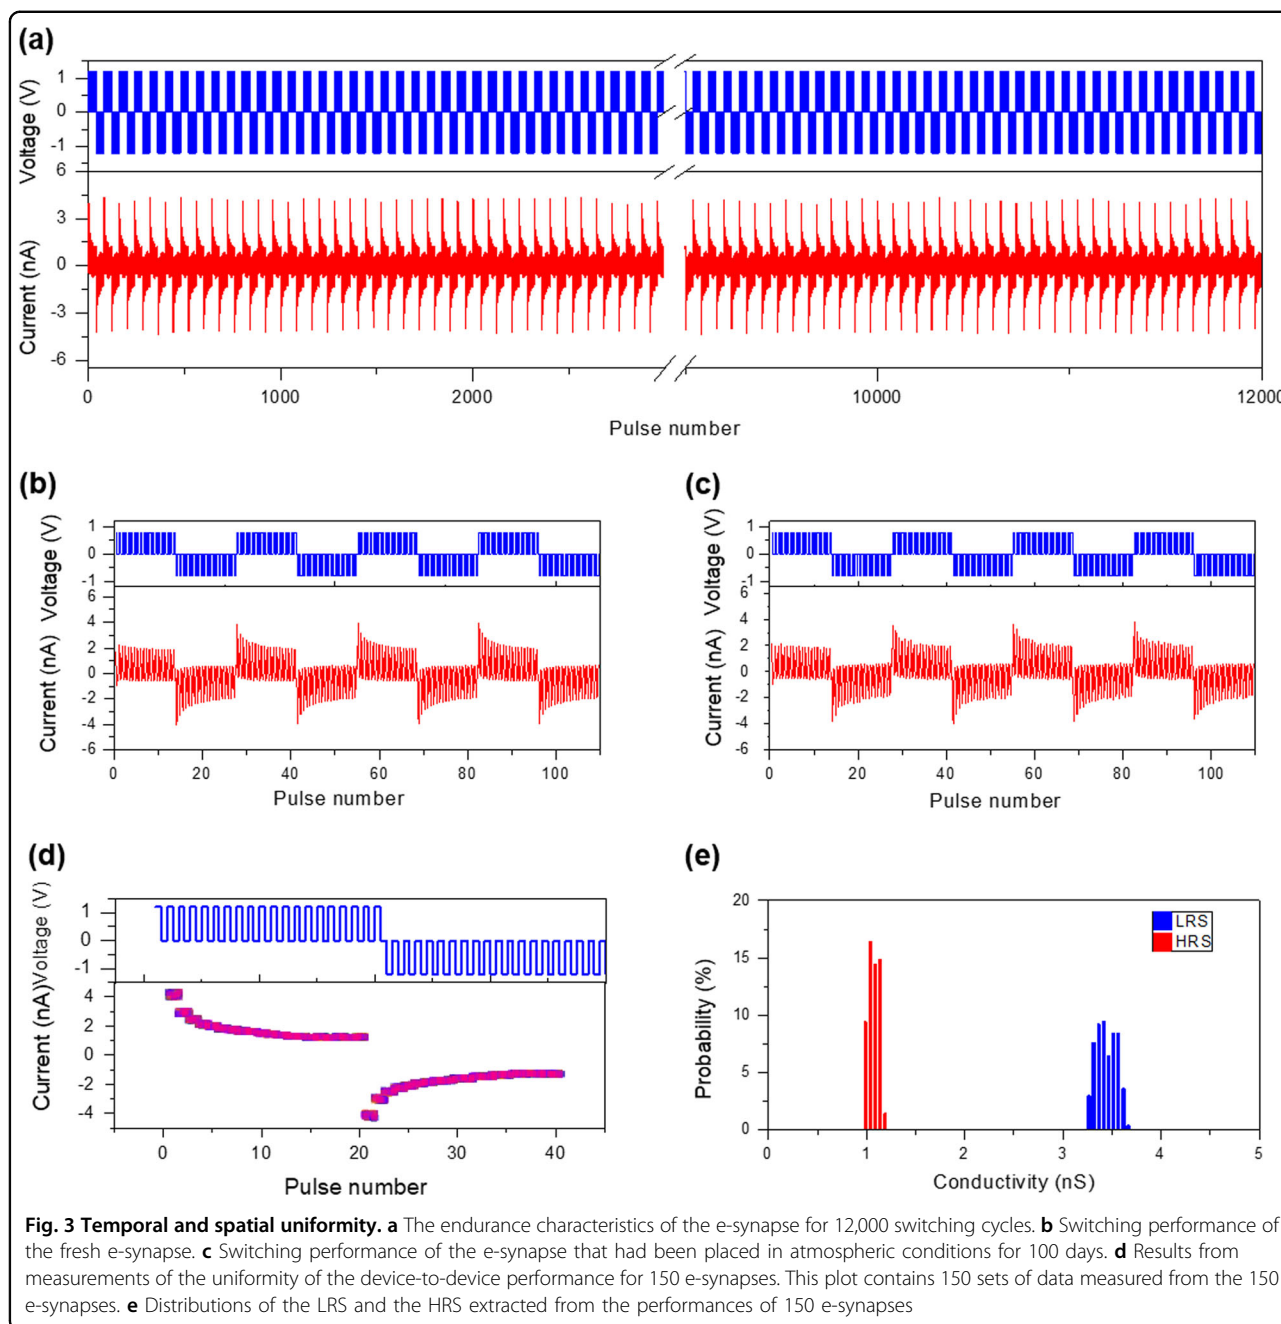 (a)
Voltage (V)
1
0
-1
6
Current (nA)
3
0
-3
-6
0 1000 2000 10000 12000
Pulse number
(b)
Voltage (V)
1
0
-1
Current (nA)
6
4
2
0
-2
-4
-6
0 20 40 60 80 100
Pulse number
(c)
Voltage (V)
1
0
1
Current (nA)
6
4
2
0
-2
-4
-6
0 20 40 60 80 100
Pulse number
(d)
Voltage (V)
1
0
-1
Current (nA)
4
2
0
-2
-4
0 10 20 30 40
Pulse number
(e)
Probability (%)
20
15
10
5
0
LRS
HRS
0 1 2 3 4 5
Conductivity (nS)
Fig. 3 Temporal and spatial uniformity. a The endurance characteristics of the e-synapse for 12,000 switching cycles. b Switching performance of
the fresh e-synapse. c Switching performance of the e-synapse that had been placed in atmospheric conditions for 100 days. d Results from
measurements of the uniformity of the device-to-device performance for 150 e-synapses. This plot contains 150 sets of data measured from the 150
e-synapses. e Distributions of the LRS and the HRS extracted from the performances of 150 e-synapses